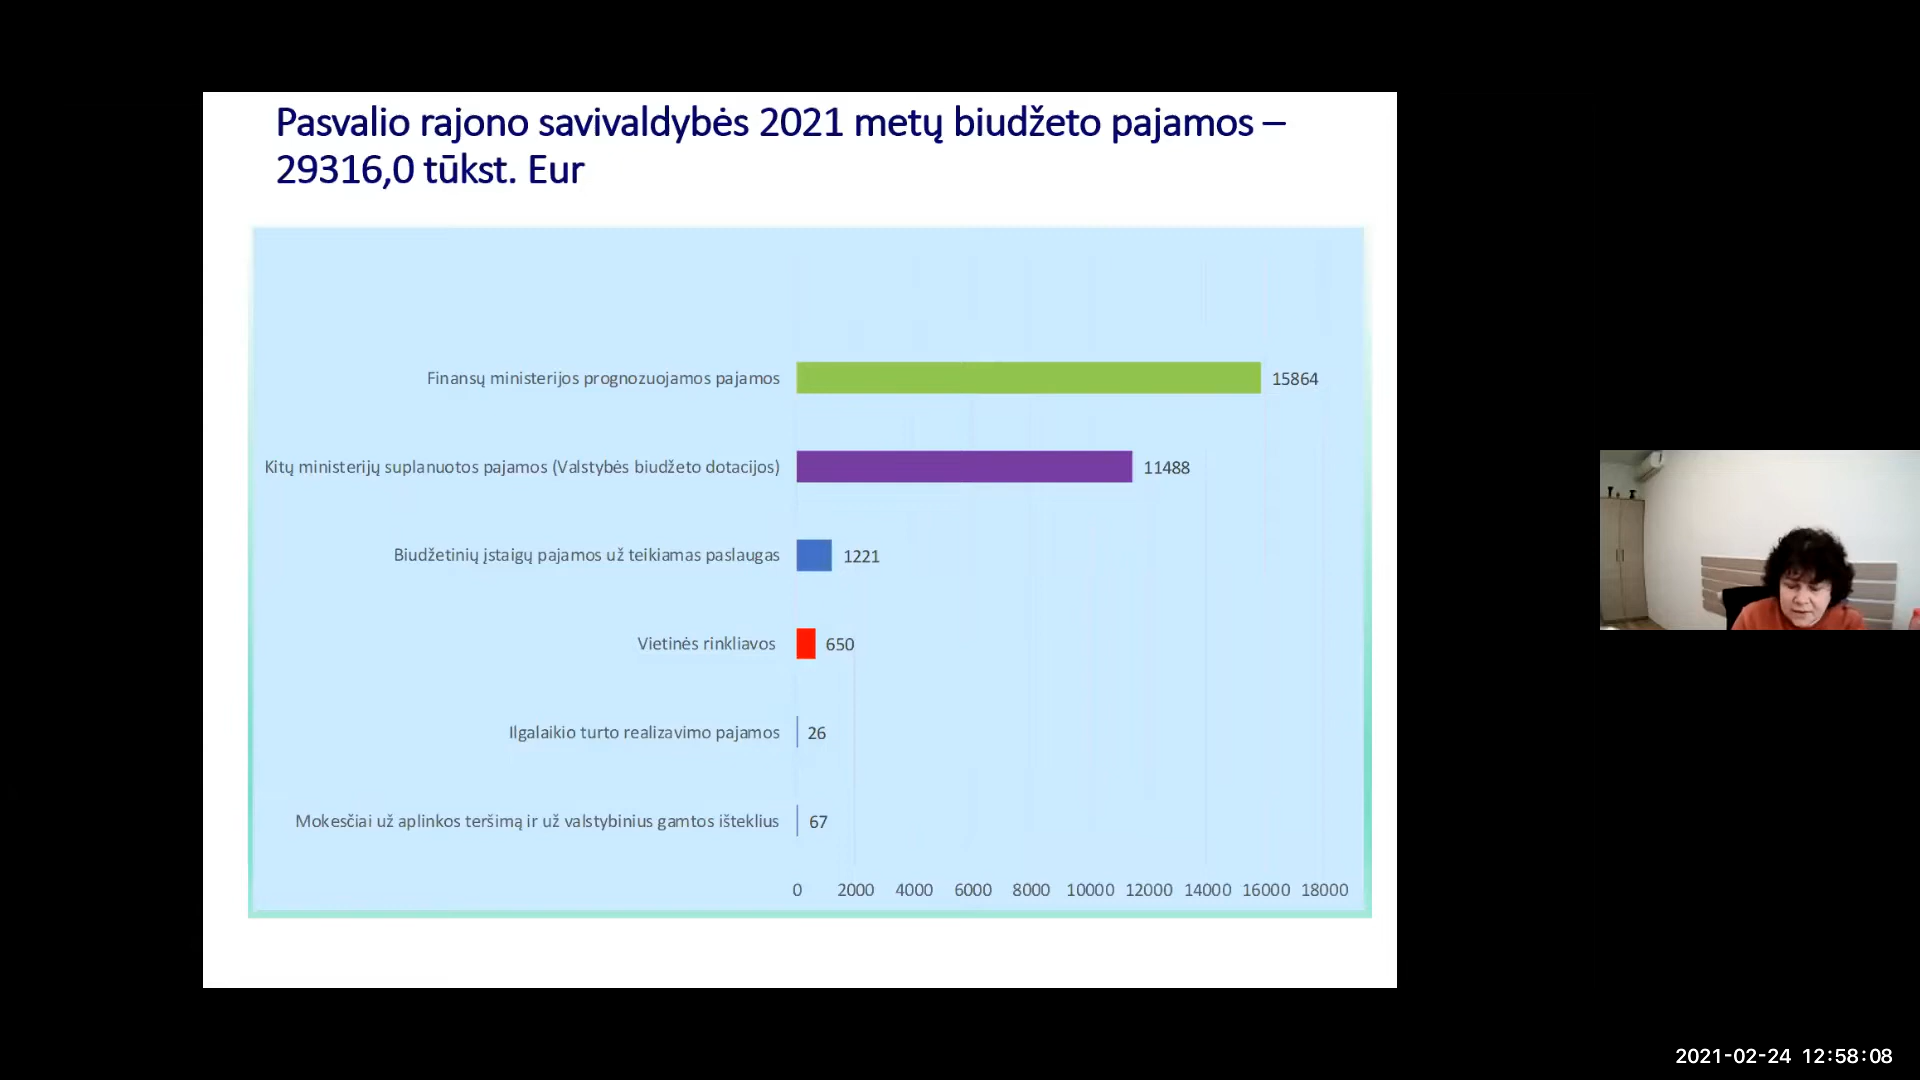 Pasvalio rajono savivaldybės 2021 metų biudžeto pajamos –
29316,0 tūkst. Eur
Finansų ministerijos prognozuojamos pajamos 15864
Kitų ministerijų suplanuotos pajamos (Valstybės biudžeto dotacijos) 11488
Biudžetinių įstaigų pajamos už teikiamas paslaugas 1221
Vietinės rinkliavos 650
Ilgalaikio turto realizavimo pajamos 26
Mokesčiai už aplinkos teršimą ir už valstybinius gamtos išteklius 67
0 2000 4000 6000 8000 10000 12000 14000 16000 18000
2021-02-24 12:58:08